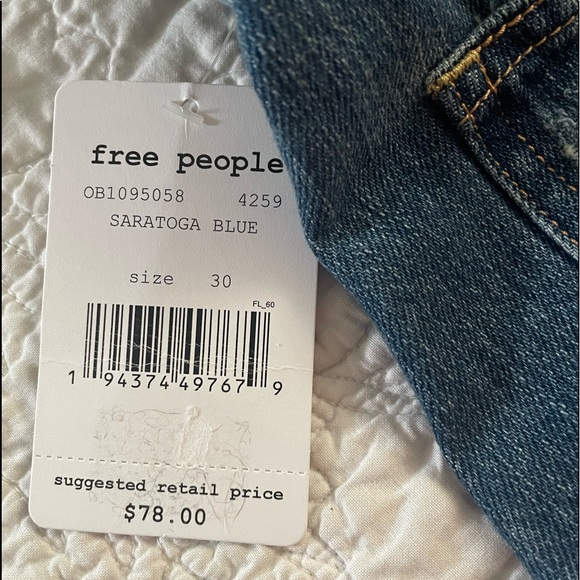 free people
OB1095058 4259
SARATOGA BLUE
size 30
FL_60
1 94374 49767 9
suggested retail price
$78.00